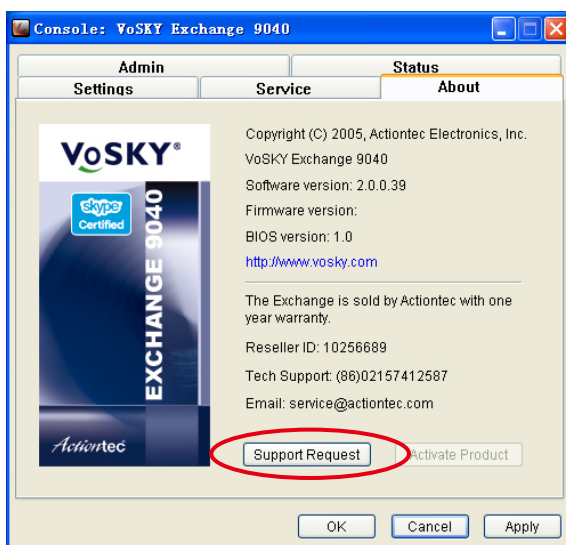 Console: VoSKY Exchange 9040
Admin
Status
Settings
Service
About
VoSKY®
skype
Certified
EXCHANGE 9040
Actiontec
Copyright (C) 2005, Actiontec Electronics, Inc.
VoSKY Exchange 9040
Software version: 2.0.0.39
Firmware version:
BIOS version: 1.0
http://www.vosky.com
The Exchange is sold by Actiontec with one
year warranty.
Reseller ID: 10256689
Tech Support: (86)02157412587
Email: service@actiontec.com
Support Request
Activate Product
OK
Cancel
Apply